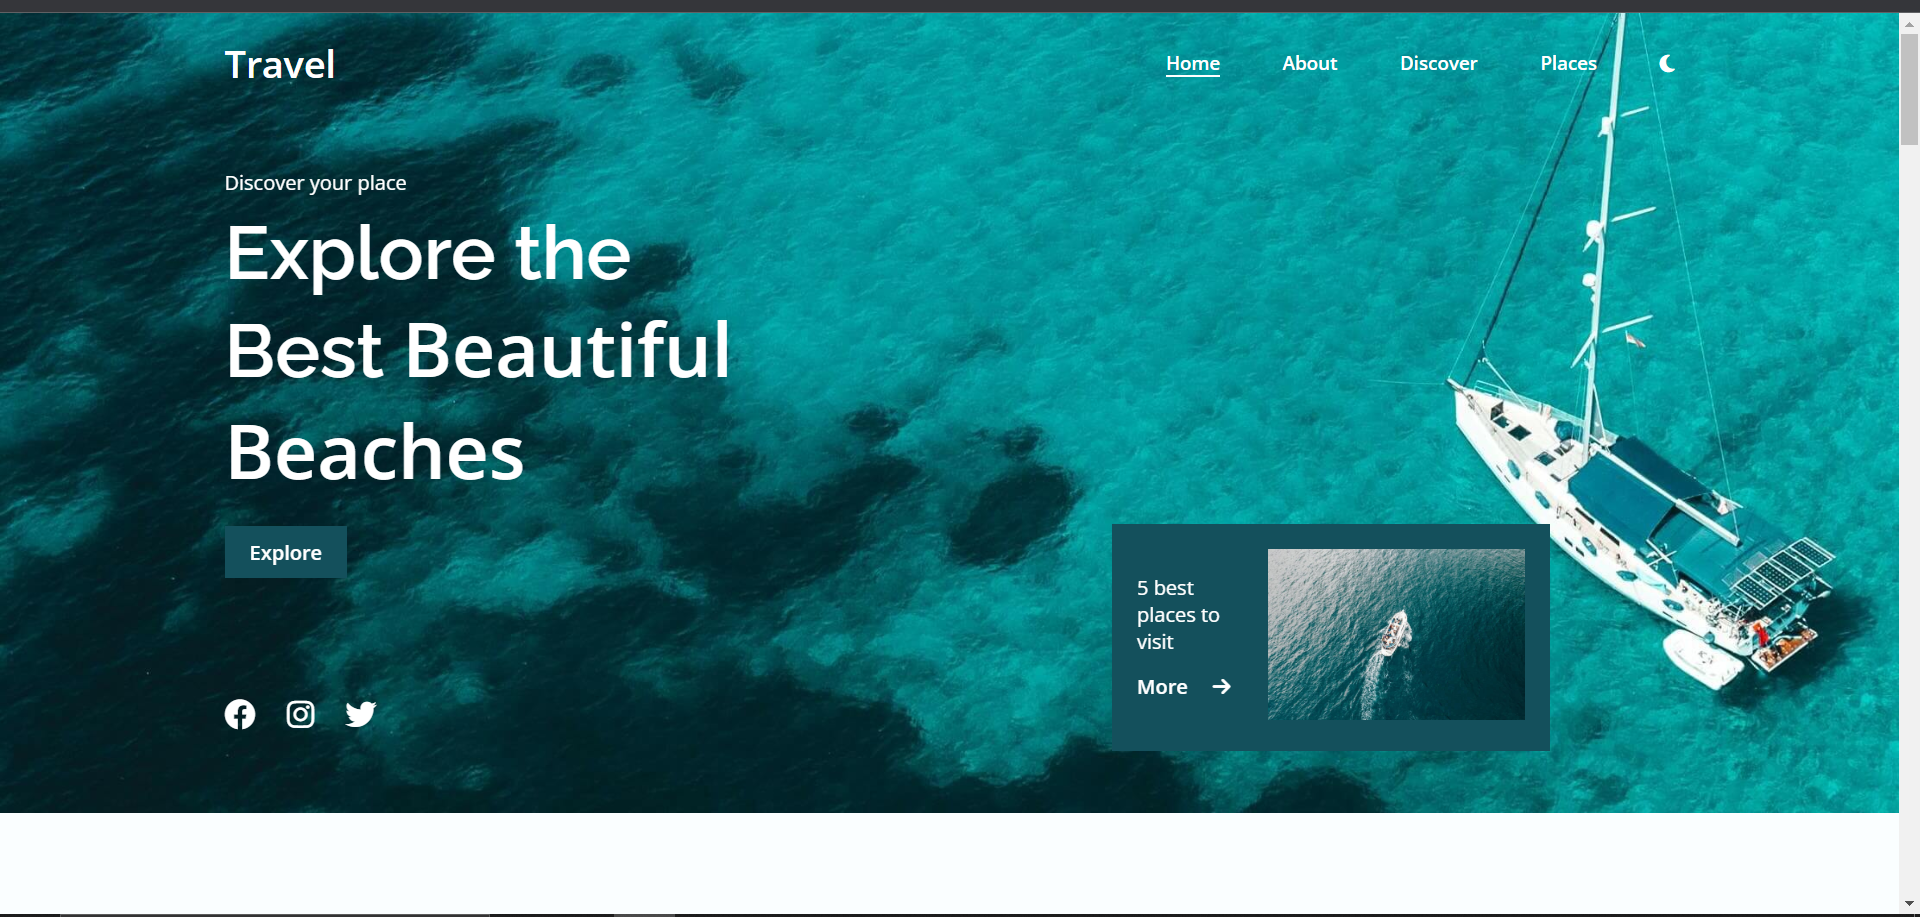 Travel
Home About Discover Places
Discover your place
Explore the
Best Beautiful
Beaches
Explore
5 best
places to
visit
More